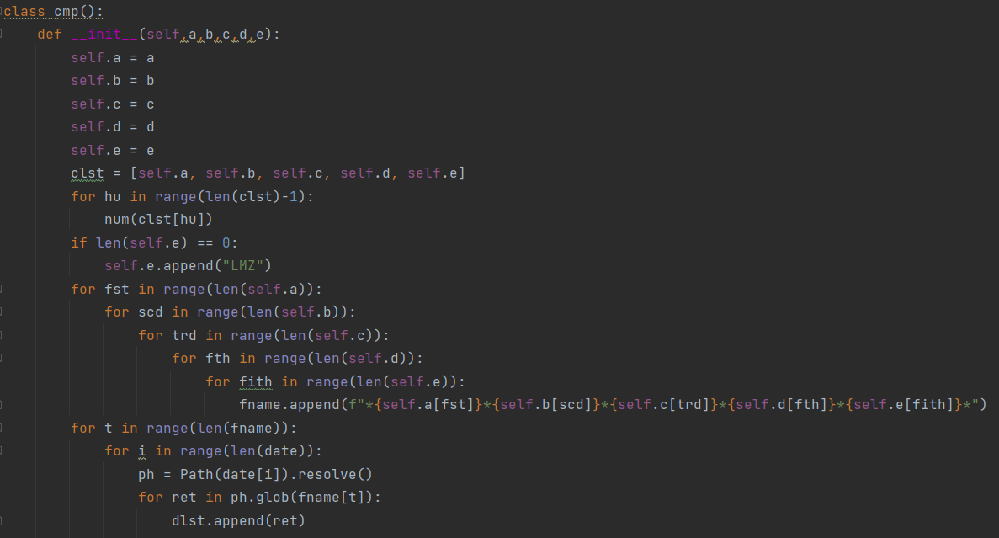 class cmp():
    def __init__(self,a,b,c,d,e):
        self.a = a
        self.b = b
        self.c = c
        self.d = d
        self.e = e
        clst = [self.a, self.b, self.c, self.d, self.e]
        for hu in range(len(clst)-1):
            num(clst[hu])
        if len(self.e) == 0:
            self.e.append("LMZ")
        for fst in range(len(self.a)):
            for scd in range(len(self.b)):
                for trd in range(len(self.c)):
                    for fth in range(len(self.d)):
                        for fith in range(len(self.e)):
                            fname.append(f"*{self.a[fst]}*{self.b[scd]}*{self.c[trd]}*{self.d[fth]}*{self.e[fith]}*")
        for t in range(len(fname)):
            for i in range(len(date)):
                ph = Path(date[i]).resolve()
                for ret in ph.glob(fname[t]):
                    dlst.append(ret)